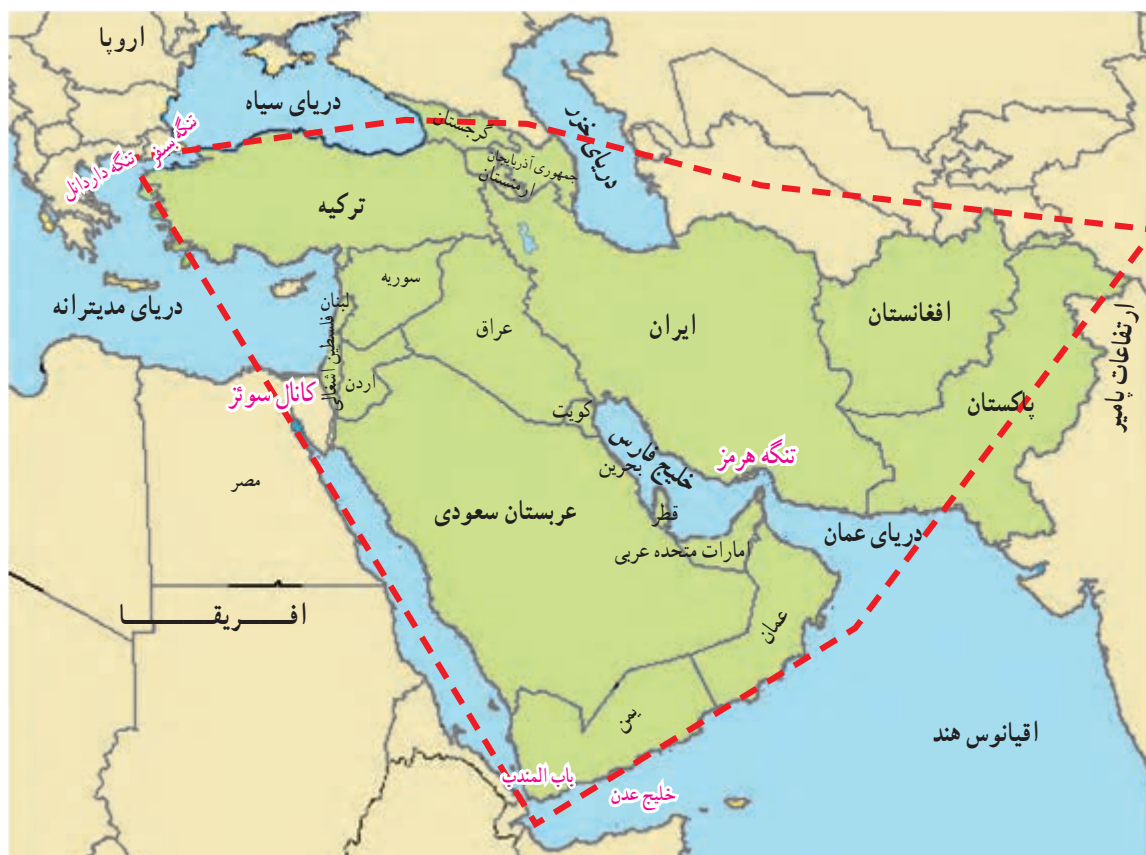 اروپا
دریای سیاه
دریای خزر
گرجستان
تنگه بسفر
تنگه داردانل
جمهوری آذربایجان
ارمنستان
ترکیه
سوریه
لبنان
فلسطین اشغالی
دریای مدیترانه
عراق
ایران
افغانستان
ارتفاعات پامیر
اردن
کانال سوئز
پاکستان
کویت
خلیج فارس
تنگه هرمز
بحرین
مصر
قطر
عربستان سعودی
دریای عمان
امارات متحده عربی
افریقا
عمان
یمن
اقیانوس هند
باب المندب
خلیج عدن